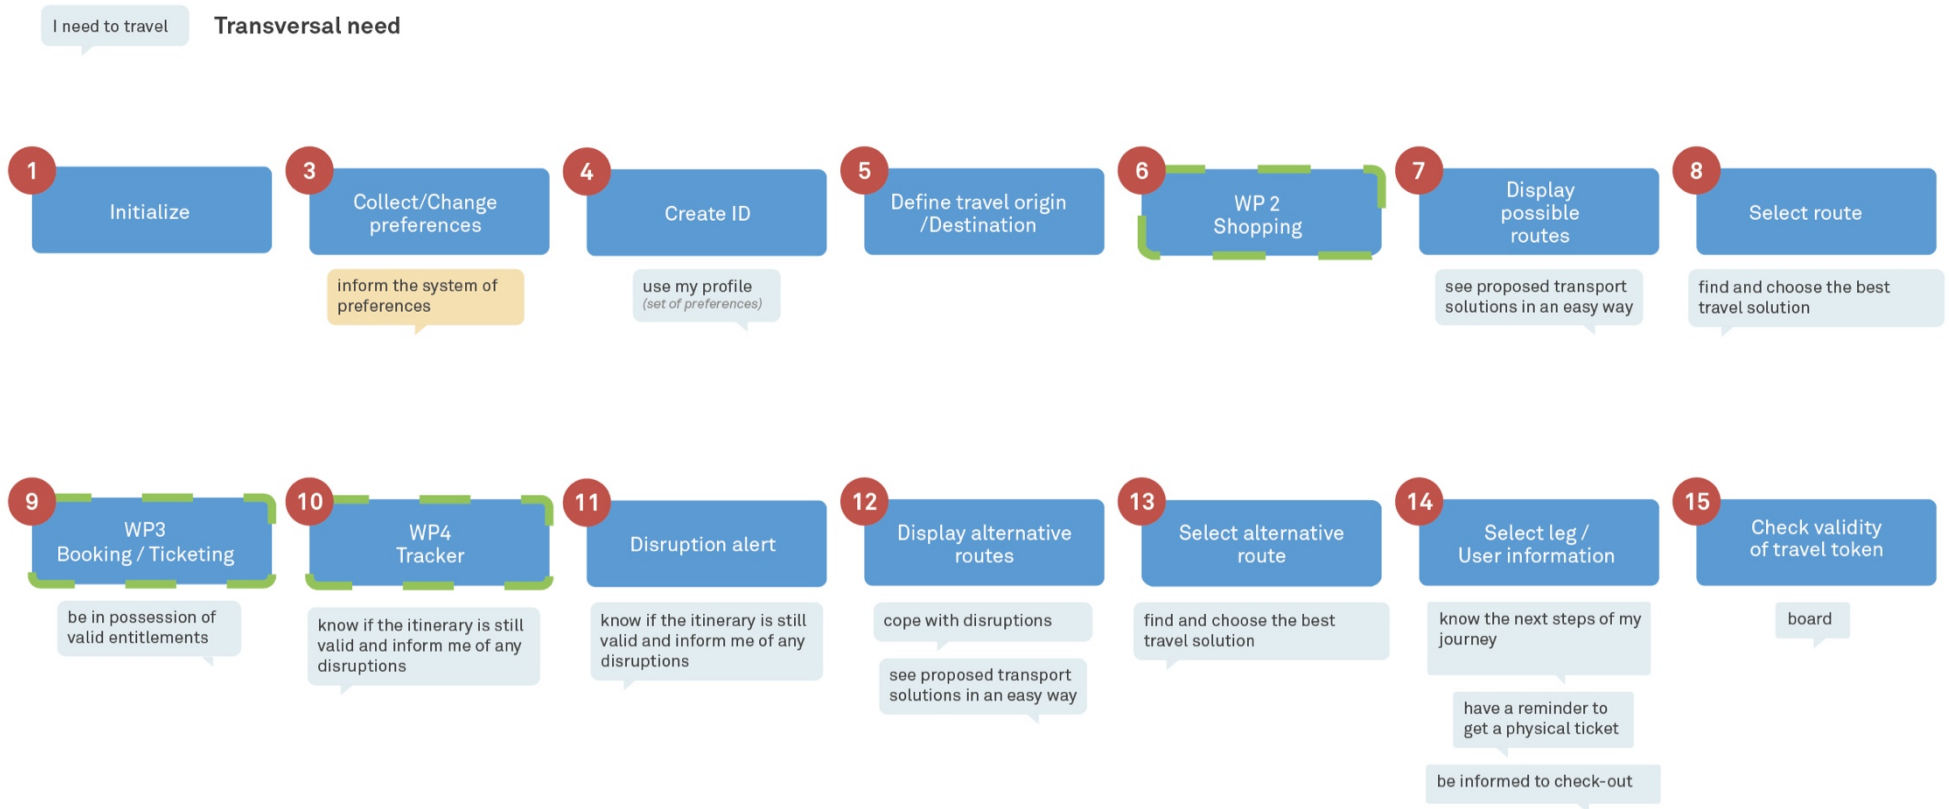 I need to travel
Transversal need
1
Initialize
3
Collect/Change
preferences
inform the system of
preferences
4
Create ID
use my profile
(set of preferences)
5
Define travel origin
/Destination
6
WP 2
Shopping
7
Display
possible
routes
see proposed transport
solutions in an easy way
8
Select route
find and choose the best
travel solution
9
WP3
Booking / Ticketing
be in possession of
valid entitlements
10
WP4
Tracker
know if the itinerary is still
valid and inform me of any
disruptions
11
Disruption alert
know if the itinerary is still
valid and inform me of any
disruptions
12
Display alternative
routes
cope with disruptions
see proposed transport
solutions in an easy way
13
Select alternative
route
find and choose the best
travel solution
14
Select leg /
User information
know the next steps of my
journey
have a reminder to
get a physical ticket
be informed to check-out
15
Check validity
of travel token
board